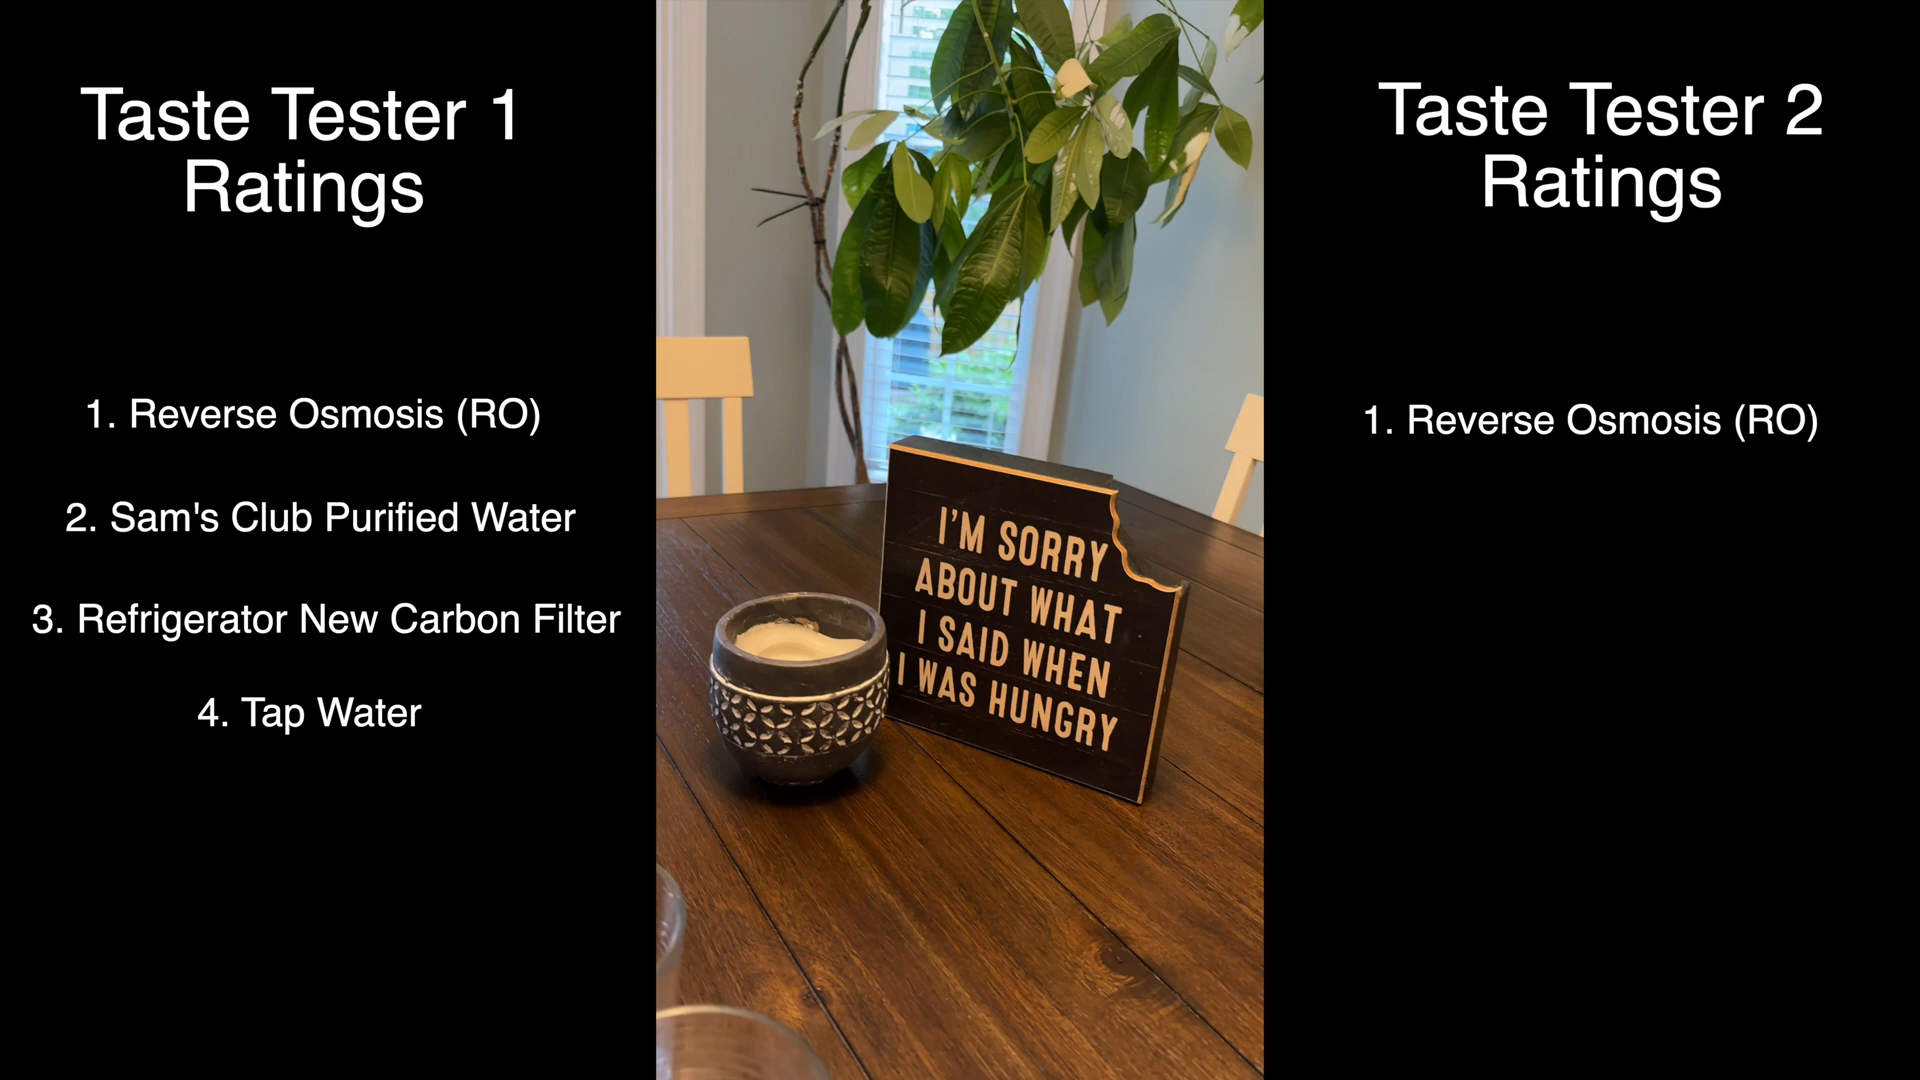 Taste Tester 1
Ratings
1. Reverse Osmosis (RO)
2. Sam's Club Purified Water
3. Refrigerator New Carbon Filter
4. Tap Water
I'M SORRY
ABOUT WHAT
I SAID WHEN
I WAS HUNGRY
Taste Tester 2
Ratings
1. Reverse Osmosis (RO)